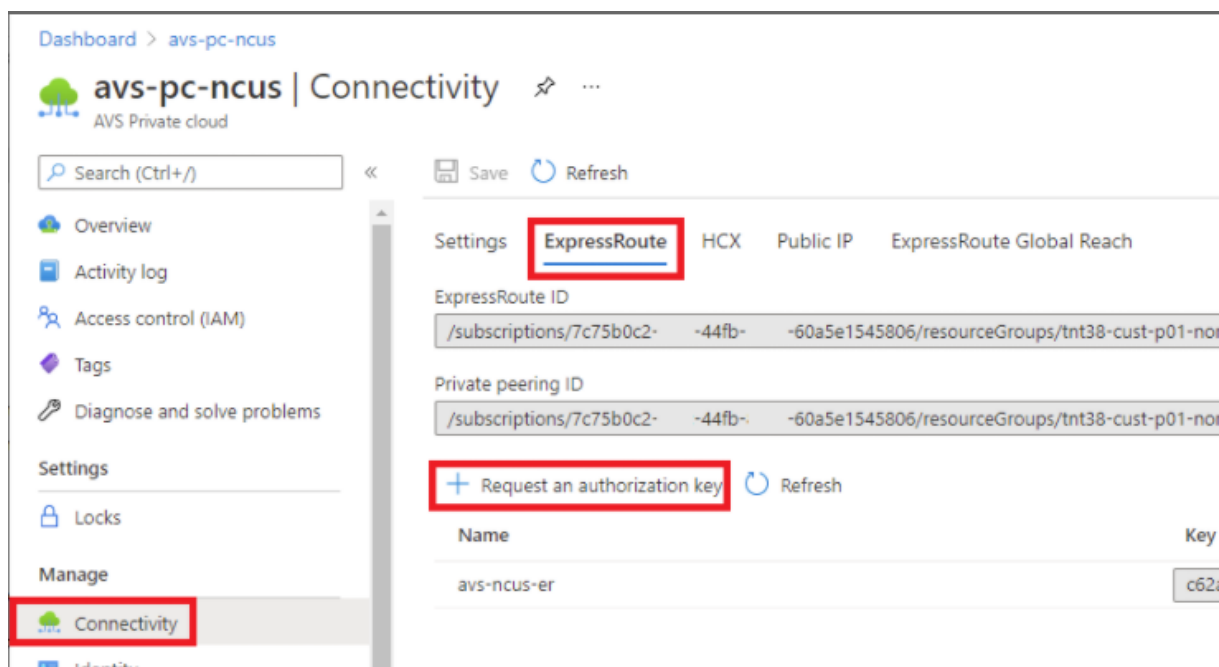 Dashboard > avs-pc-ncus
avs-pc-ncus | Connectivity ...
AVS Private cloud
Search (Ctrl+/) «
Overview
Activity log
Access control (IAM)
Tags
Diagnose and solve problems
Settings
Locks
Manage
Connectivity
Identity
Save Refresh
Settings ExpressRoute HCX Public IP ExpressRoute Global Reach
ExpressRoute ID
/subscriptions/7c75b0c2- -44fb- -60a5e1545806/resourceGroups/tnt38-cust-p01-nor
Private peering ID
/subscriptions/7c75b0c2- -44fb- -60a5e1545806/resourceGroups/tnt38-cust-p01-nor
+ Request an authorization key Refresh
Name Key
avs-ncus-er c62a